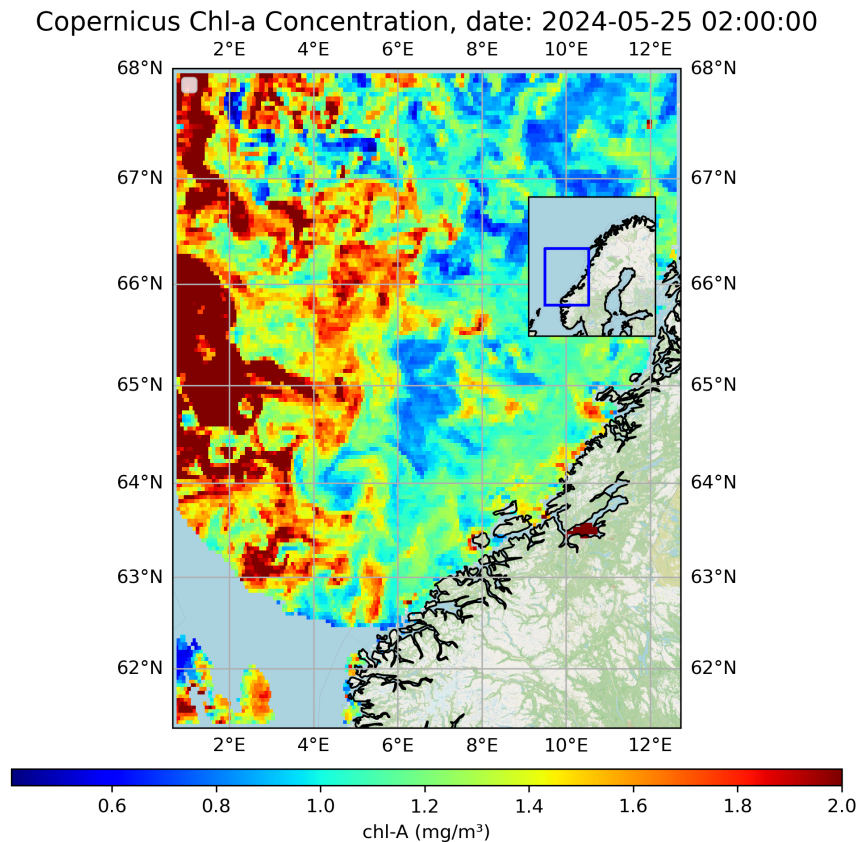 Copernicus Chl-a Concentration, date: 2024-05-25 02:00:00
2°E 4°E 6°E 8°E 10°E 12°E
68°N 68°N
67°N 67°N
66°N 66°N
65°N 65°N
64°N 64°N
63°N 63°N
62°N 62°N
2°E 4°E 6°E 8°E 10°E 12°E
0.6 0.8 1.0 1.2 1.4 1.6 1.8 2.0
chl-A (mg/m³)